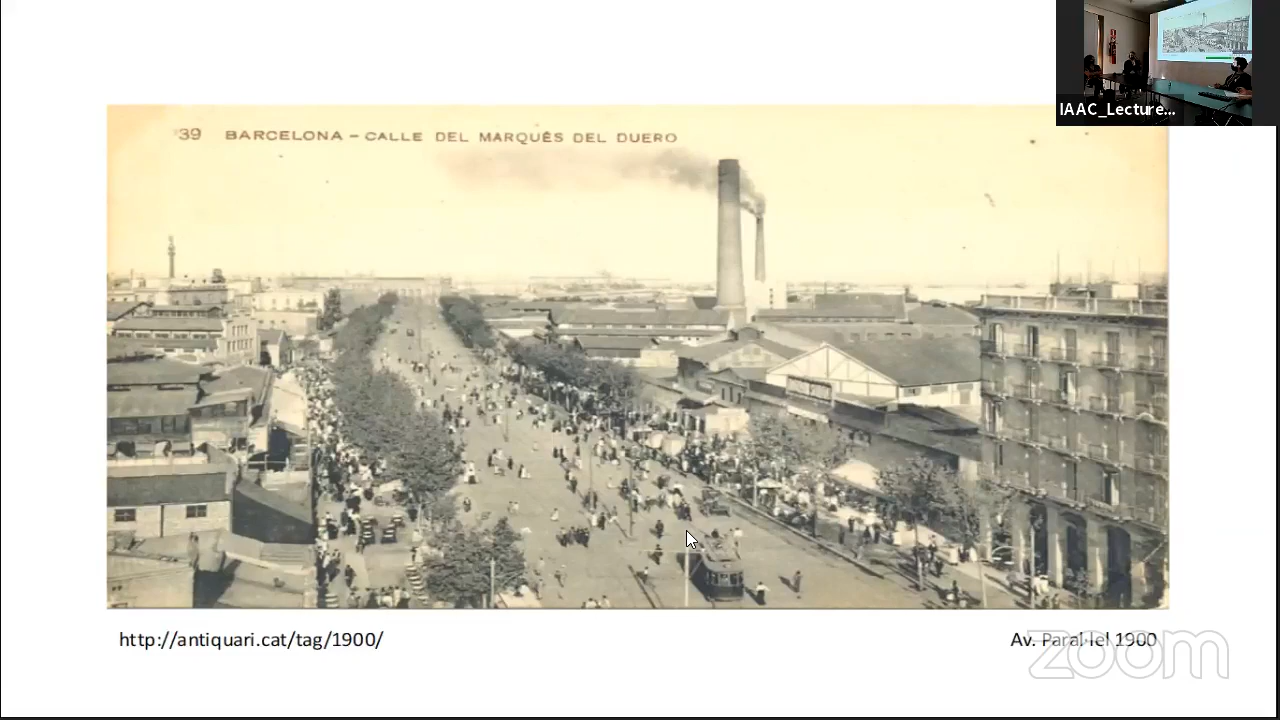 IAAC_Lecture...
39 BARCELONA – CALLE DEL MARQUÉS DEL DUERO
http://antiquari.cat/tag/1900/
Av. Paral·lel 1900
zoom